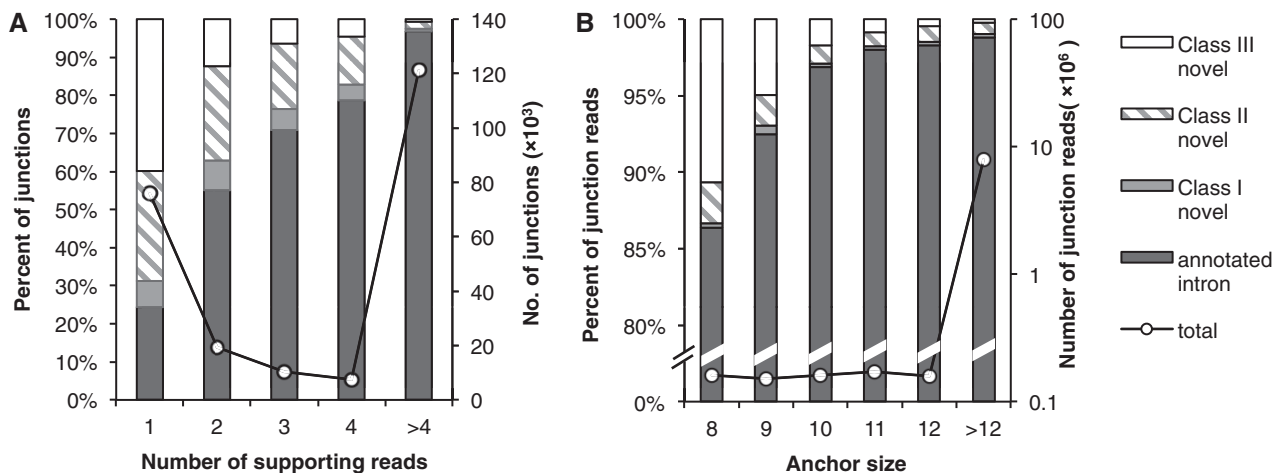 A
100%
90%
80%
70%
60%
50%
40%
30%
20%
10%
0%
Percent of junctions
140
120
100
80
60
40
20
0
No. of junctions (×10³)
1 2 3 4 >4
Number of supporting reads
B
100%
95%
90%
85%
80%
0%
Percent of junction reads
100
10
1
0.1
Number of junction reads( ×10⁶ )
8 9 10 11 12 >12
Anchor size
Class III
novel
Class II
novel
Class I
novel
annotated
intron
total